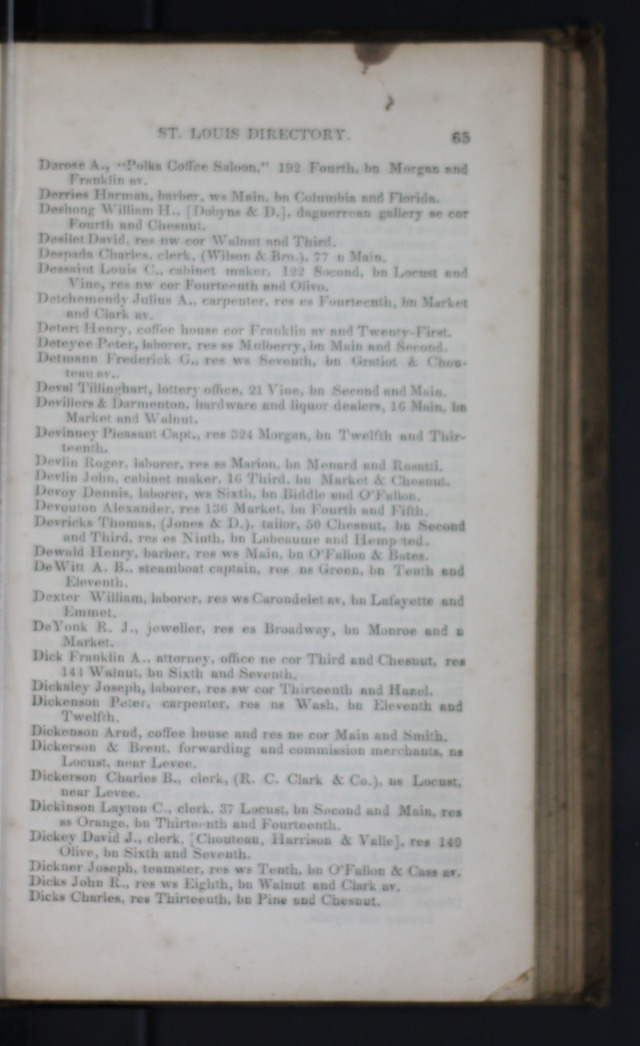 ST. LOUIS DIRECTORY. 65
Derose A., "Polka Coffee Saloon," 192 Fourth, bn Morgan and
Franklin av.
Derries Harman, barber, ws Main, bn Columbia and Florida.
Deshong William H., [Dobyns & D.], daguerrean gallery se cor
Fourth and Chesnut.
Desilet David, res nw cor Walnut and Third.
Despada Charles, clerk, (Wilson & Bro.), 77 n Main.
Dessaint Louis C., cabinet maker, 122 Second, bn Locust and
Vine, res nw cor Fourteenth and Olive.
Detchemendy Julius A., carpenter, res es Fourteenth, bn Market
and Clark av.
Detert Henry, coffee house cor Franklin av and Twenty-First.
Deteyee Peter, laborer, res ss Mulberry, bn Main and Second.
Detmann Frederick G., res ws Seventh, bn Gratiot & Chou-
teau av..
Deval Tillinghart, lottery office, 21 Vine, bn Second and Main.
Devillers & Darmenton, hardware and liquor dealers, 16 Main, bn
Market and Walnut.
Devinney Pleasant Capt., res 324 Morgan, bn Twelfth and Thir-
teenth.
Devlin Roger, laborer, res ss Marion, bn Menard and Rosatti.
Devlin John, cabinet maker, 16 Third, bn Market & Chesnut.
Devoy Dennis, laborer, ws Sixth, bn Biddle and O'Fallon.
Devouton Alexander, res 136 Market, bn Fourth and Fifth.
Devricks Thomas, (Jones & D.), tailor, 50 Chesnut, bn Second
and Third, res es Ninth, bn Labeaume and Hemp ted.
Dewald Henry, barber, res ws Main, bn O'Fallon & Bates.
DeWitt A. B., steamboat captain, res ns Green, bn Tenth and
Eleventh.
Dexter William, laborer, res ws Carondelet av, bn Lafayette and
Emmet.
DeYonk R. J., jeweller, res es Broadway, bn Monroe and n
Market.
Dick Franklin A., attorney, office ne cor Third and Chesnut, res
144 Walnut, bn Sixth and Seventh.
Dickaley Joseph, laborer, res sw cor Thirteenth and Hazel.
Dickenson Peter, carpenter, res ns Wash, bn Eleventh and
Twelfth.
Dickenson Arnd, coffee house and res ne cor Main and Smith.
Dickerson & Brent, forwarding and commission merchants, ns
Locust, near Levee.
Dickerson Charles B., clerk, (R. C. Clark & Co.), ns Locust,
near Levee.
Dickinson Layton C., clerk, 37 Locust, bn Second and Main, res
ss Orange, bn Thirteenth and Fourteenth.
Dickey David J., clerk, [Chouteau, Harrison & Valle], res 140
Olive, bn Sixth and Seventh.
Dickner Joseph, teamster, res ws Tenth, bn O'Fallon & Cass av.
Dicks John R., res ws Eighth, bn Walnut and Clark av.
Dicks Charles, res Thirteenth, bn Pine and Chesnut.